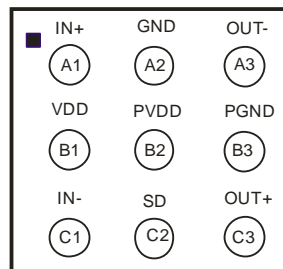 IN+ GND OUT-
A1 A2 A3
VDD PVDD PGND
B1 B2 B3
IN- SD OUT+
C1 C2 C3